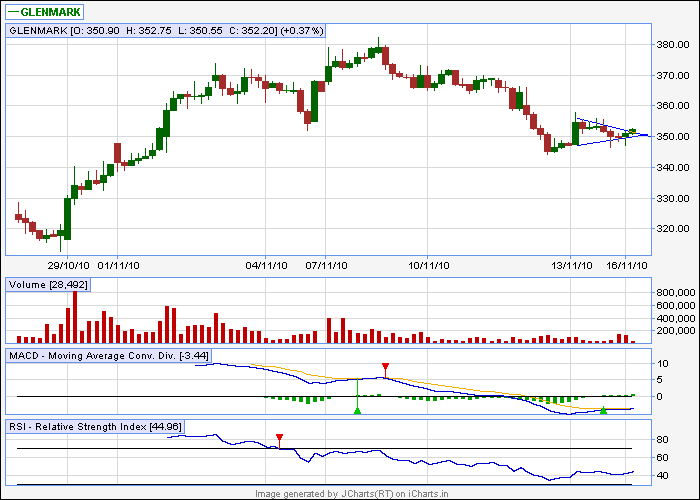 GLENMARK
GLENMARK [O: 350.90 H: 352.75 L: 350.55 C: 352.20] (+0.37%)
380.00
370.00
360.00
350.00
340.00
330.00
320.00
29/10/10 01/11/10 04/11/10 07/11/10 10/11/10 13/11/10 16/11/10
Volume [28,492]
800,000
600,000
400,000
200,000
MACD - Moving Average Conv. Div. [-3.44]
10
5
0
RSI - Relative Strength Index [44.96]
80
60
40
Image generated by JCharts(RT) on iCharts.in